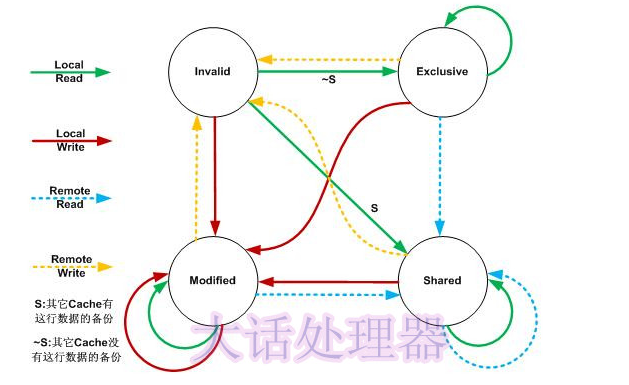 Local
Read
Local
Write
Remote
Read
Remote
Write
S:其它Cache有
这行数据的备份
~S:其它Cache没
有这行数据的备份
Invalid
Exclusive
~S
S
Modified
Shared
大话处理器